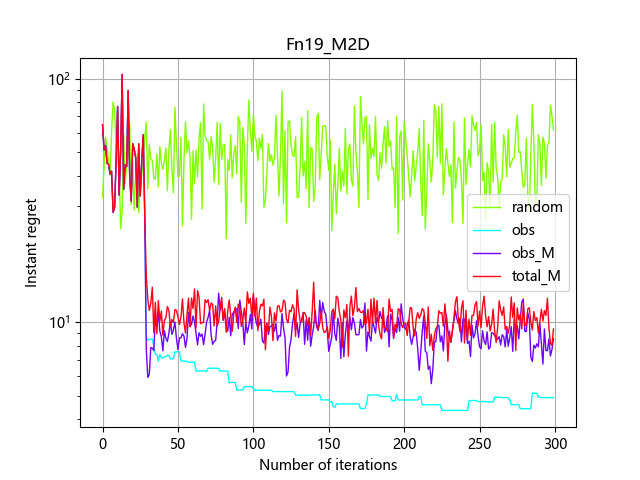 Fn19_M2D
Instant regret
10²
10¹
random
obs
obs_M
total_M
0 50 100 150 200 250 300
Number of iterations